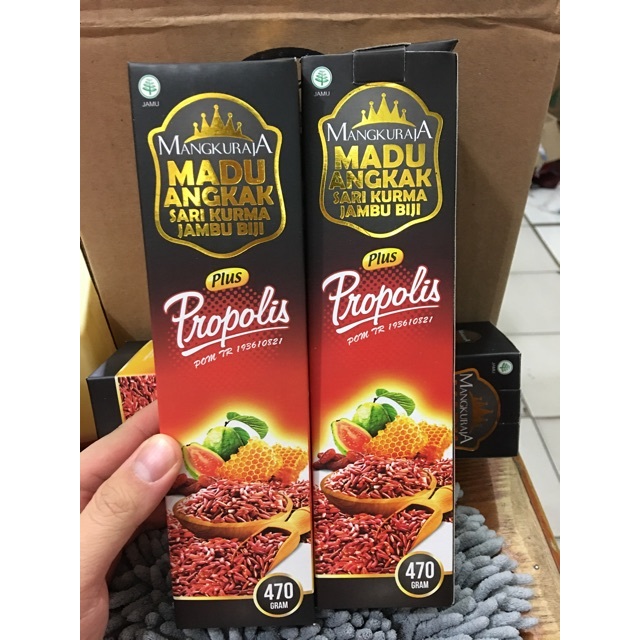 JAMU
MANGKURAJA
MADU
ANGKAK
SARI KURMA
JAMBU BIJI
Plus
Propolis
POM TR 193610821
470
GRAM
JAMU
MANGKURAJA
MADU
ANGKAK
SARI KURMA
JAMBU BIJI
Plus
Propolis
POM TR 193610821
470
GRAM
MANGKURAJA